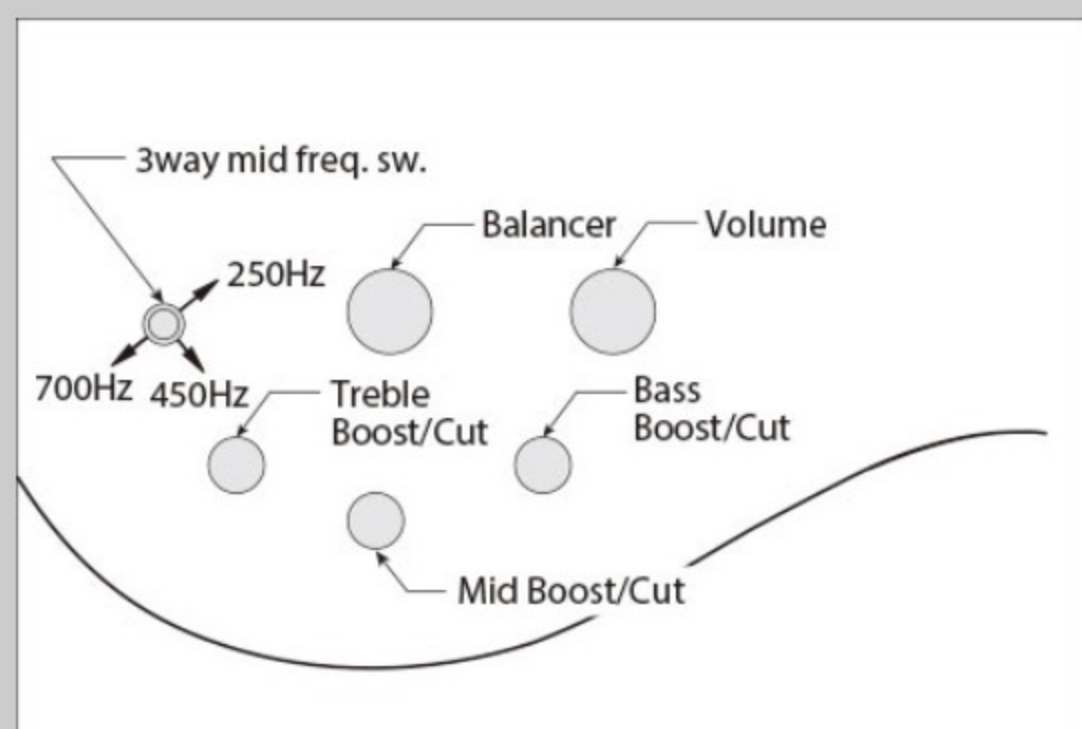 3way mid freq. sw.
Balancer
Volume
250Hz
700Hz
450Hz
Treble
Boost/Cut
Bass
Boost/Cut
Mid Boost/Cut